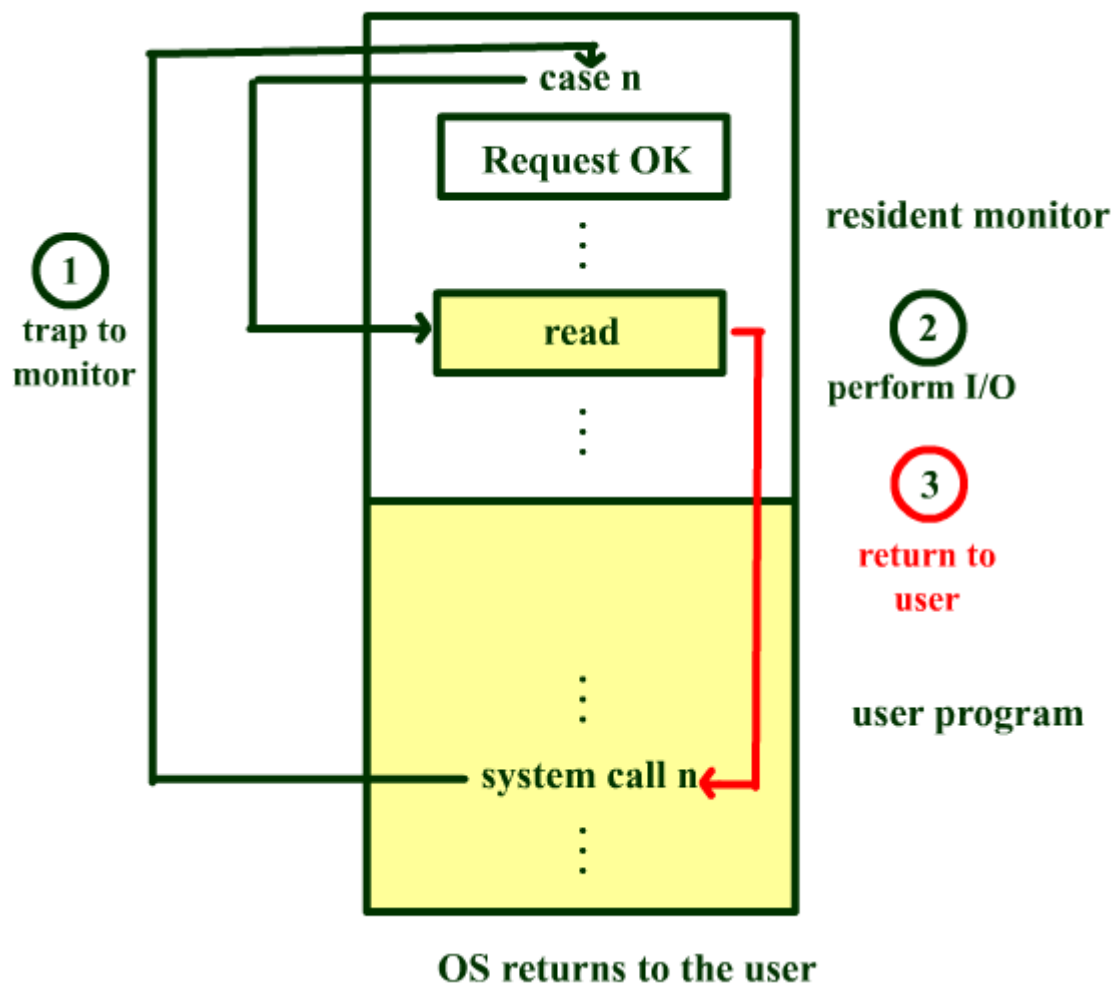 case n
Request OK
resident monitor
1
trap to
monitor
read
2
perform I/O
3
return to
user
user program
system call n
OS returns to the user